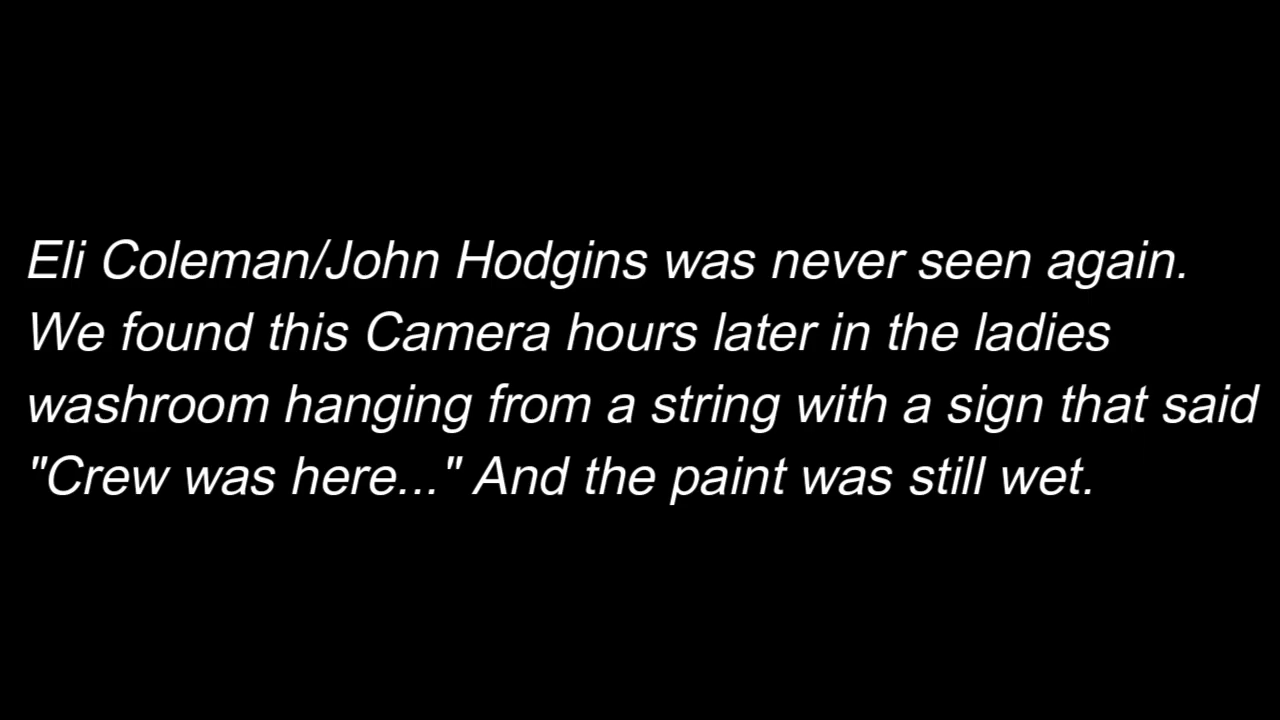 Eli Coleman/John Hodgins was never seen again.
We found this Camera hours later in the ladies
washroom hanging from a string with a sign that said
"Crew was here..." And the paint was still wet.